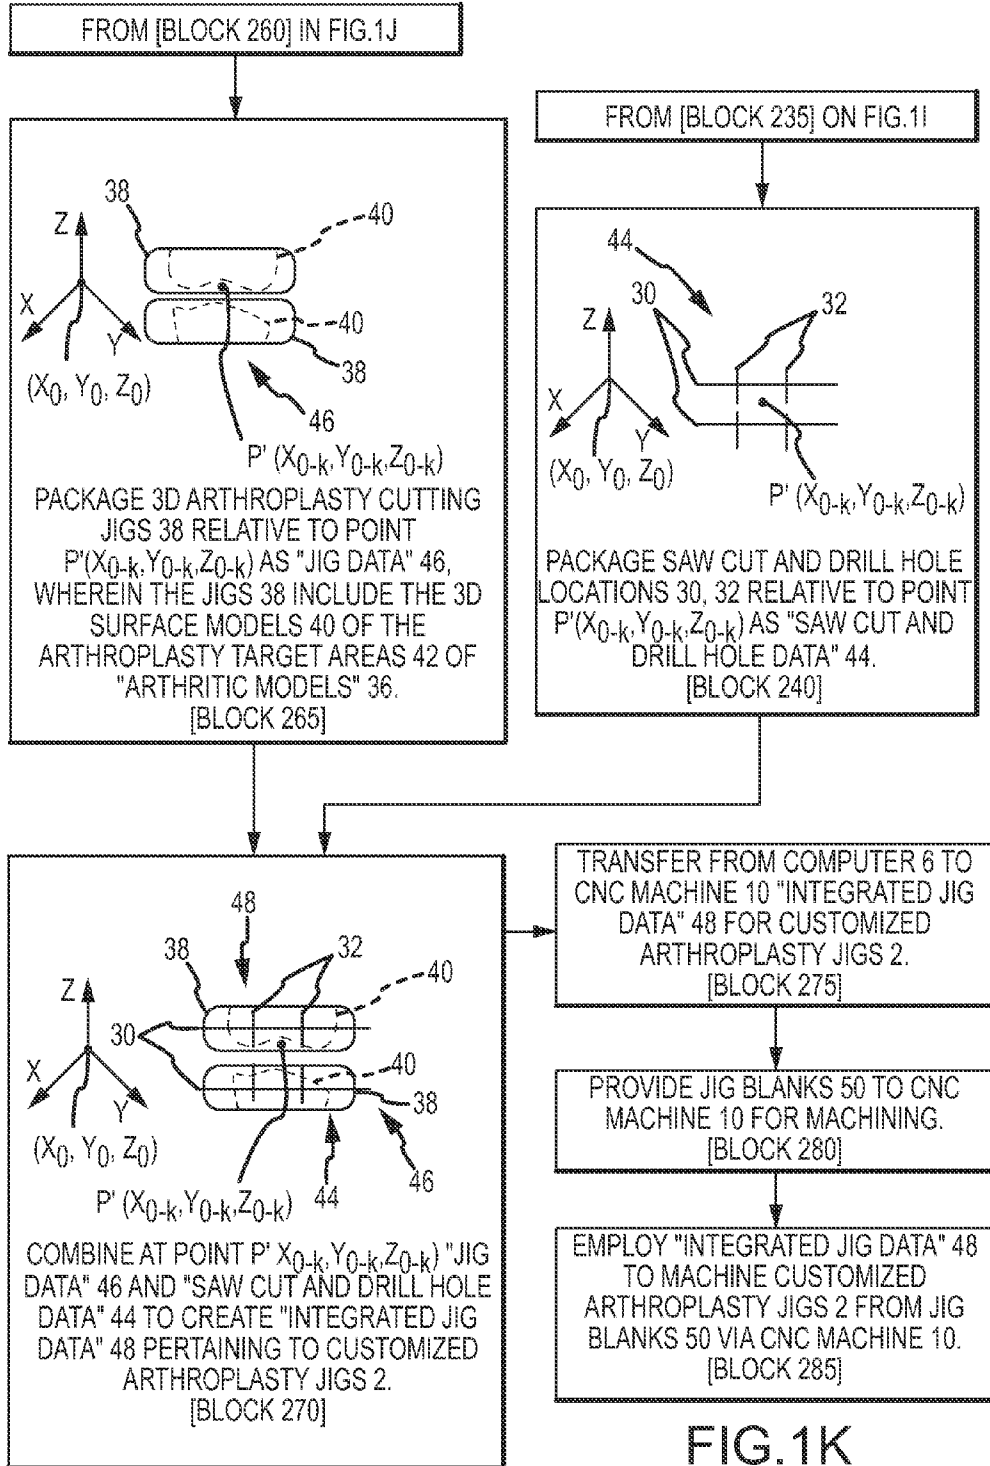 FROM [BLOCK 260] IN FIG.1J
38
40
Z
X
Y
40
38
(X0, Y0, Z0)
46
P' (X0-k,Y0-k,Z0-k)
PACKAGE 3D ARTHROPLASTY CUTTING
JIGS 38 RELATIVE TO POINT
P'(X0-k,Y0-k,Z0-k) AS "JIG DATA" 46,
WHEREIN THE JIGS 38 INCLUDE THE 3D
SURFACE MODELS 40 OF THE
ARTHROPLASTY TARGET AREAS 42 OF
"ARTHRITIC MODELS" 36.
[BLOCK 265]
FROM [BLOCK 235] ON FIG.1I
44
30
32
Z
X
Y
(X0, Y0, Z0)
P' (X0-k,Y0-k,Z0-k)
PACKAGE SAW CUT AND DRILL HOLE
LOCATIONS 30, 32 RELATIVE TO POINT
P'(X0-k,Y0-k,Z0-k) AS "SAW CUT AND
DRILL HOLE DATA" 44.
[BLOCK 240]
48
38
32
40
Z
30
X
Y
40
38
(X0, Y0, Z0)
44
46
P' (X0-k,Y0-k,Z0-k)
COMBINE AT POINT P' X0-k,Y0-k,Z0-k) "JIG
DATA" 46 AND "SAW CUT AND DRILL HOLE
DATA" 44 TO CREATE "INTEGRATED JIG
DATA" 48 PERTAINING TO CUSTOMIZED
ARTHROPLASTY JIGS 2.
[BLOCK 270]
TRANSFER FROM COMPUTER 6 TO
CNC MACHINE 10 "INTEGRATED JIG
DATA" 48 FOR CUSTOMIZED
ARTHROPLASTY JIGS 2.
[BLOCK 275]
PROVIDE JIG BLANKS 50 TO CNC
MACHINE 10 FOR MACHINING.
[BLOCK 280]
EMPLOY "INTEGRATED JIG DATA" 48
TO MACHINE CUSTOMIZED
ARTHROPLASTY JIGS 2 FROM JIG
BLANKS 50 VIA CNC MACHINE 10.
[BLOCK 285]
FIG.1K